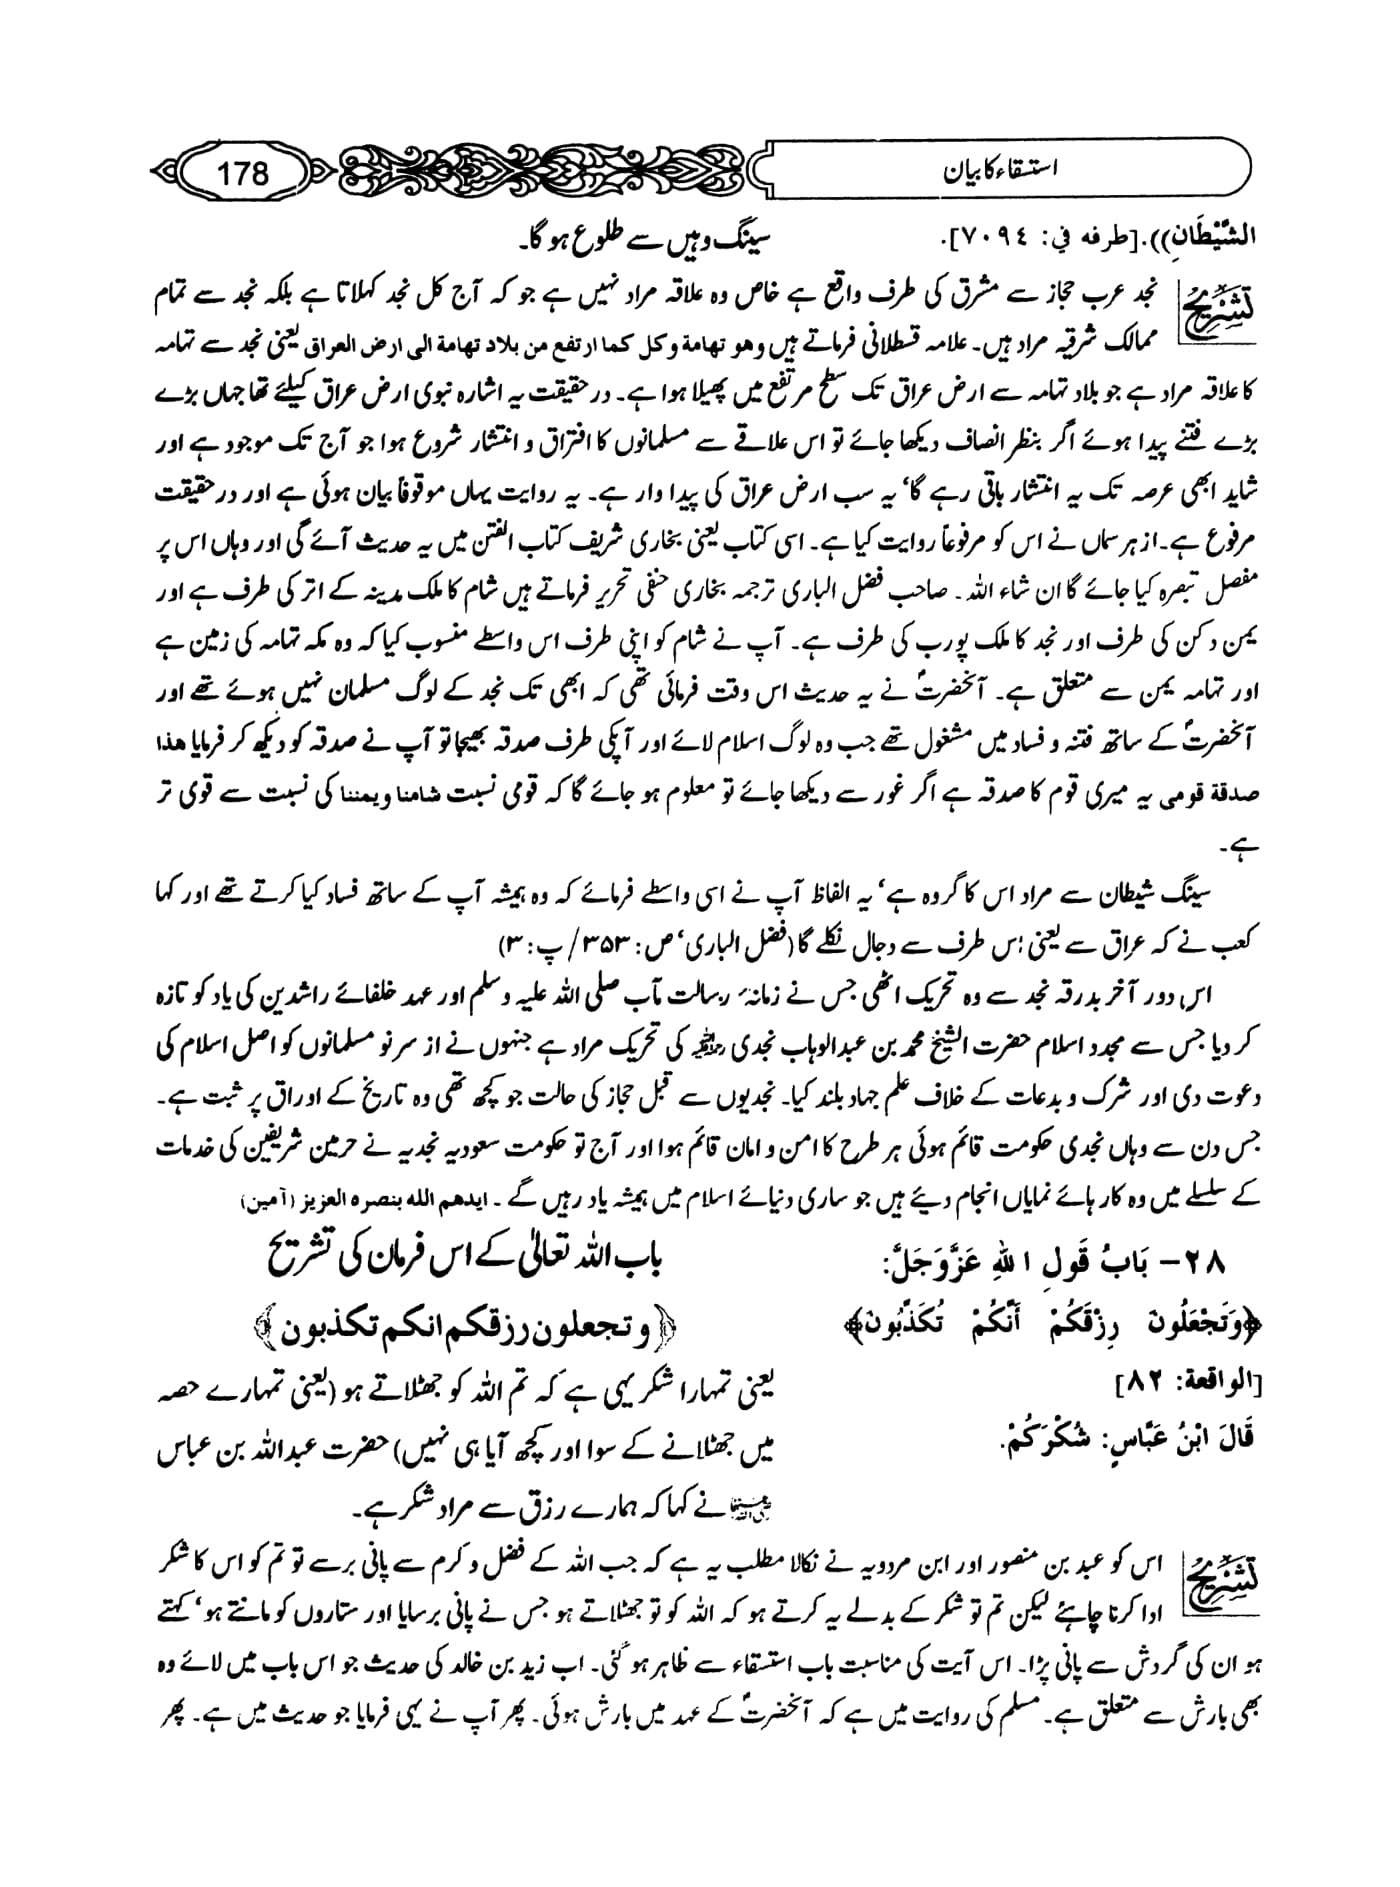 استسقاء کا بیان
178
الشَّيْطَانِ)).[طرفه في: ٧٠٩٤].
سینگ وہیں سے طلوع ہو گا۔
تشریح
نجد عرب حجاز سے مشرق کی طرف واقع ہے خاص وہ علاقہ مراد نہیں ہے جو کہ آج کل نجد کہلاتا ہے بلکہ نجد سے تمام
ممالک شرقیہ مراد ہیں۔ علامہ قسطلانی فرماتے ہیں وهو تهامة وكل كما ارتفع من بلاد تهامة الى ارض العراق یعنی نجد سے تہامہ
کا علاقہ مراد ہے جو بلاد تہامہ سے ارض عراق تک سطح مرتفع میں پھیلا ہوا ہے۔ درحقیقت یہ اشارہ نبوی ارض عراق کیلئے تھا جہاں بڑے
بڑے فتنے پیدا ہوئے اگر بنظر انصاف دیکھا جائے تو اس علاقے سے مسلمانوں کا افتراق و انتشار شروع ہوا جو آج تک موجود ہے اور
شاید ابھی عرصہ تک یہ انتشار باقی رہے گا‘ یہ سب ارض عراق کی پیداوار ہے۔ یہ روایت یہاں موقوفاً بیان ہوئی ہے اور درحقیقت
مرفوع ہے۔ ازہر سماں نے اس کو مرفوعاً روایت کیا ہے۔ اسی کتاب یعنی بخاری شریف کتاب الفتن میں یہ حدیث آئے گی اور وہاں اس پر
مفصل تبصرہ کیا جائے گا ان شاء اللہ۔ صاحب فضل الباری ترجمہ بخاری حنفی تحریر فرماتے ہیں شام کا ملک مدینہ کے اتر کی طرف ہے اور
یمن دکن کی طرف اور نجد کا ملک پورب کی طرف ہے۔ آپ نے شام کو اپنی طرف اس واسطے منسوب کیا کہ وہ مکہ تہامہ کی زمین ہے
اور تہامہ یمن سے متعلق ہے۔ آنحضرتؐ نے یہ حدیث اس وقت فرمائی تھی کہ ابھی تک نجد کے لوگ مسلمان نہیں ہوئے تھے اور
آنحضرتؐ کے ساتھ فتنہ و فساد میں مشغول تھے جب وہ لوگ اسلام لائے اور آپکی طرف صدقہ بھیجا تو آپ نے صدقہ کو دیکھ کر فرمایا هذا
صدقة قومى یہ میری قوم کا صدقہ ہے اگر غور سے دیکھا جائے تو معلوم ہو جائے گا کہ قومی نسبت شامنا ویمننا کی نسبت سے قوی تر
ہے۔
سینگ شیطان سے مراد اس کا گروہ ہے‘ یہ الفاظ آپ نے اسی واسطے فرمائے کہ وہ ہمیشہ آپ کے ساتھ فساد کیا کرتے تھے اور کہا
کعب نے کہ عراق سے یعنی اس طرف سے دجال نکلے گا (فضل الباری‘ ص: ۳۵۳/ پ: ۳)
اس دور آخر بدرقہ نجد سے وہ تحریک اٹھی جس نے زمانۂ رسالت مآب صلی اللہ علیہ وسلم اور عہد خلفائے راشدین کی یاد کو تازہ
کر دیا جس سے مجدد اسلام حضرت الشیخ محمد بن عبدالوہاب نجدی رحمۃ اللہ علیہ کی تحریک مراد ہے جنہوں نے از سر نو مسلمانوں کو اصل اسلام کی
دعوت دی اور شرک و بدعات کے خلاف علم جہاد بلند کیا۔ نجدیوں سے قبل حجاز کی حالت جو کچھ تھی وہ تاریخ کے اوراق پر ثبت ہے۔
جس دن سے وہاں نجدی حکومت قائم ہوئی ہر طرح کا امن و امان قائم ہوا اور آج تو حکومت سعودیہ نجدیہ نے حرمین شریفین کی خدمات
کے سلسلے میں وہ کارہائے نمایاں انجام دیئے ہیں جو ساری دنیائے اسلام میں ہمیشہ یاد رہیں گے۔ ایدهم الله بنصره العزیز (آمین)
٢٨- بَابُ قَولِ اللهِ عَزَّوَجَلَّ:
﴿وَتَجْعَلُونَ رِزْقَكُمْ أَنَّكُمْ تُكَذِّبُونَ﴾
[الواقعة: ٨٢]
قَالَ ابْنُ عَبَّاسٍ: شُكْرَكُمْ.
باب اللہ تعالیٰ کے اس فرمان کی تشریح
﴿وتجعلون رزقكم انكم تكذبون﴾
یعنی تمہارا شکر یہی ہے کہ تم اللہ کو جھٹلاتے ہو (یعنی تمہارے حصہ
میں جھٹلانے کے سوا اور کچھ آیا ہی نہیں) حضرت عبداللہ بن عباس
رضی اللہ عنہما نے کہا کہ ہمارے رزق سے مراد شکر ہے۔
تشریح
اس کو عبد بن منصور اور ابن مردویہ نے نکالا مطلب یہ ہے کہ جب اللہ کے فضل و کرم سے پانی برسے تو تم کو اس کا شکر
ادا کرنا چاہئے لیکن تم تو شکر کے بدلے یہ کرتے ہو کہ اللہ کو تو جھٹلاتے ہو جس نے پانی برسایا اور ستاروں کو مانتے ہو‘ کہتے
ہو ان کی گردش سے پانی پڑا۔ اس آیت کی مناسبت باب استسقاء سے ظاہر ہو گئی۔ اب زید بن خالد کی حدیث جو اس باب میں لائے وہ
بھی بارش سے متعلق ہے۔ مسلم کی روایت میں ہے کہ آنحضرتؐ کے عہد میں بارش ہوئی۔ پھر آپ نے یہی فرمایا جو حدیث میں ہے۔ پھر